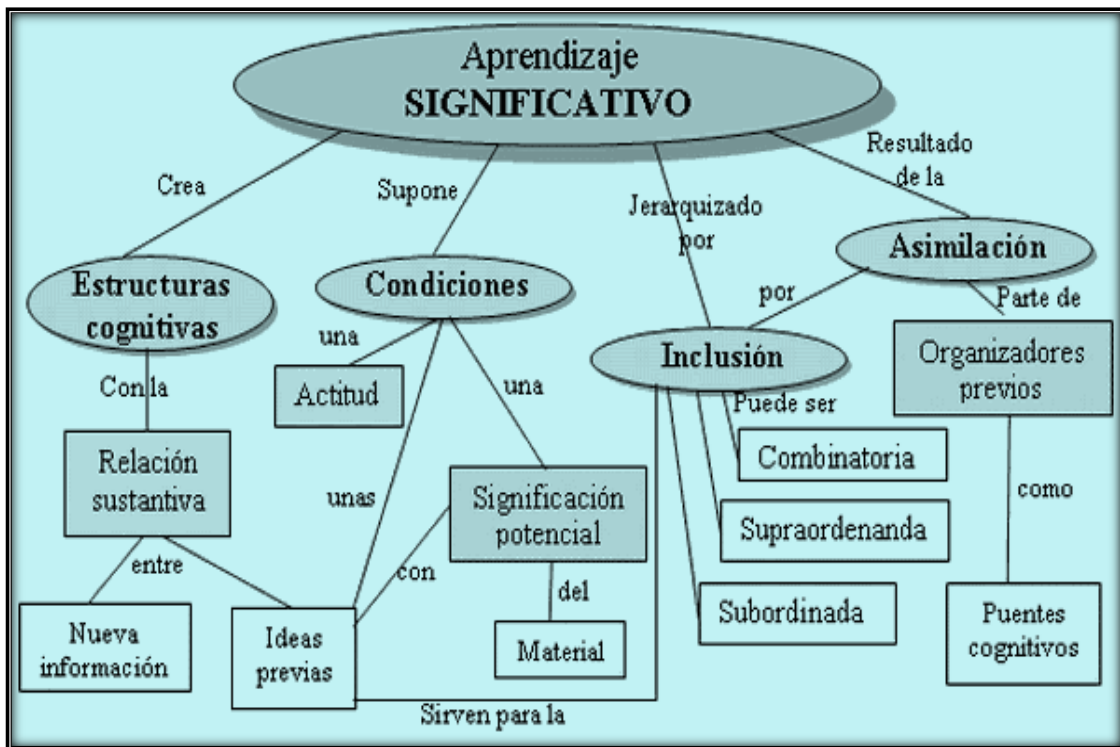 Aprendizaje
SIGNIFICATIVO
Crea
Supone
Jerarquizado
por
Resultado
de la
Estructuras
cognitivas
Condiciones
Asimilación
por
Parte de
Inclusión
Organizadores
previos
Con la
una
Actitud
una
Puede ser
Combinatoria
Relación
sustantiva
unas
Significación
potencial
como
Supraordenanda
entre
con
del
Subordinada
Nueva
información
Ideas
previas
Material
Puentes
cognitivos
Sirven para la